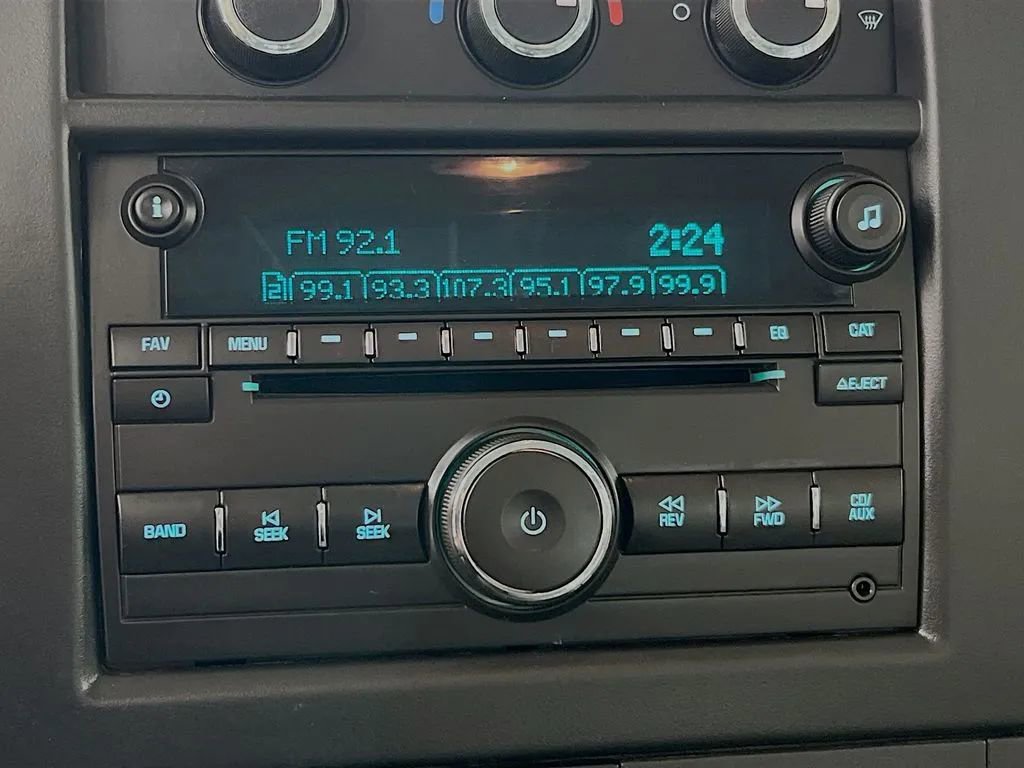 i
FM 92.1 2:24
2 99.1 93.3 107.3 95.1 97.9 99.9
FAV MENU EQ CAT
EJECT
BAND SEEK SEEK REV FWD CD/AUX